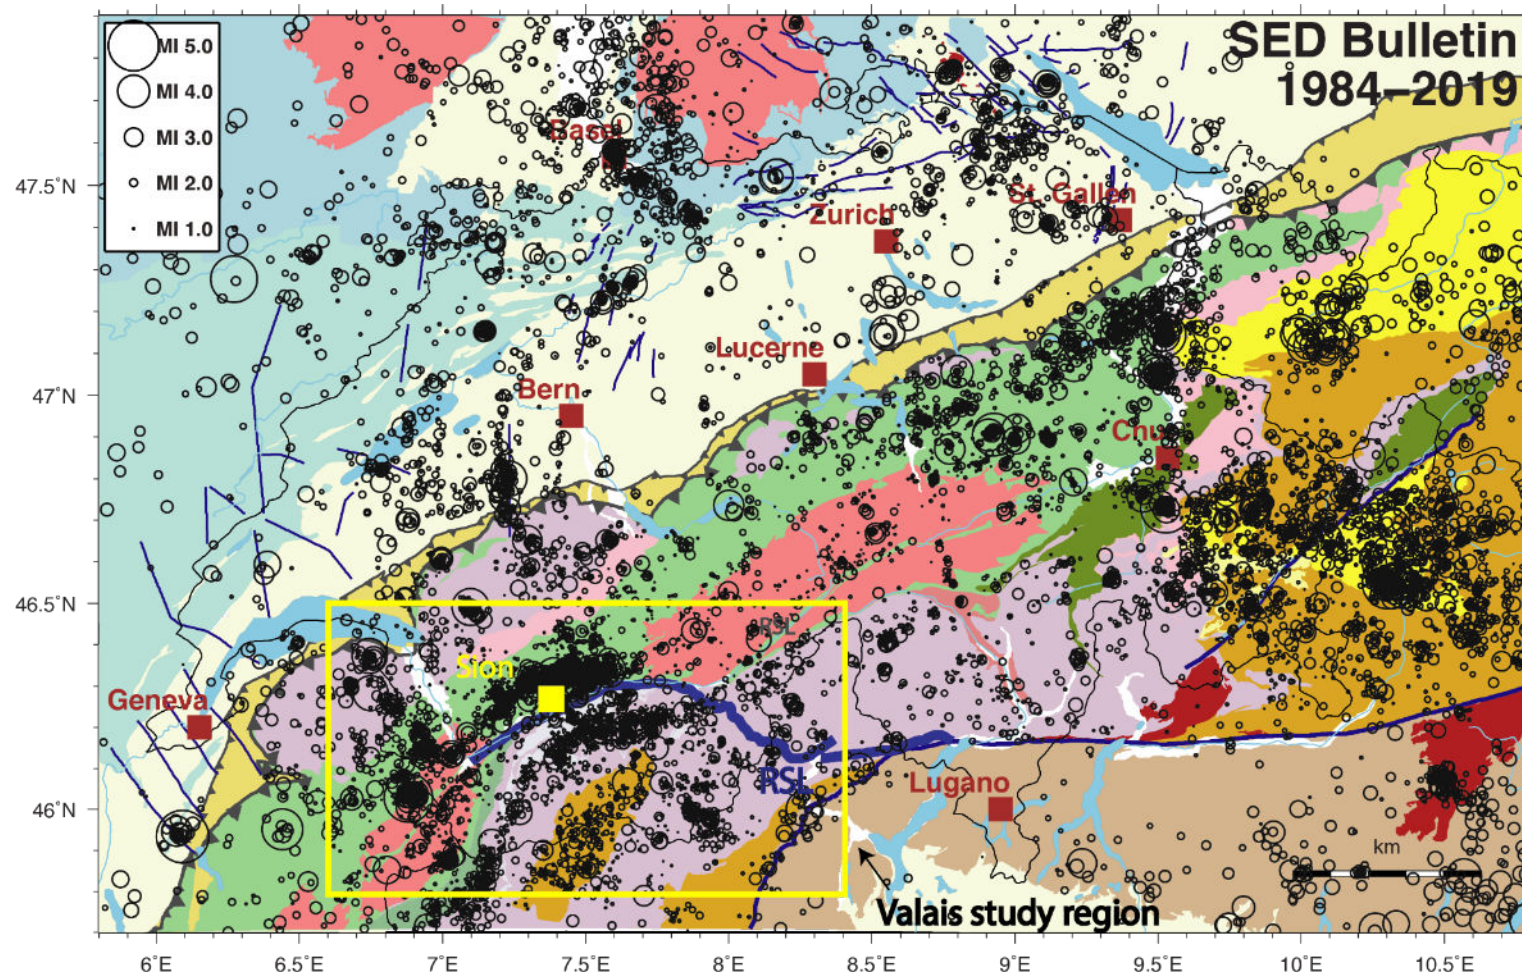 SED Bulletin
1984–2019
Ml 5.0
Ml 4.0
Ml 3.0
Ml 2.0
Ml 1.0
Basel
47.5°N
St. Gallen
Zurich
Lucerne
47°N
Bern
Chur
46.5°N
RSL
Sion
Geneva
RSL
Lugano
46°N
km
Valais study region
6°E 6.5°E 7°E 7.5°E 8°E 8.5°E 9°E 9.5°E 10°E 10.5°E